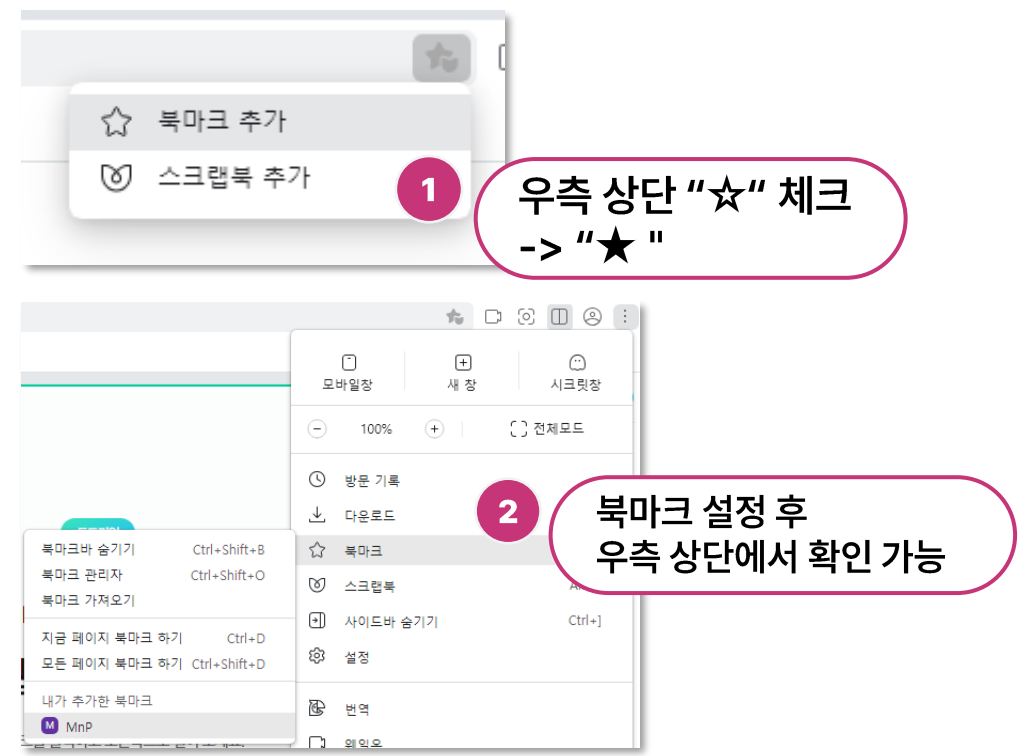 북마크 추가
스크랩북 추가
1
우측 상단 “☆“ 체크
-> “★ "
모바일창
새 창
시크릿창
100%
전체모드
방문 기록
다운로드
북마크
스크랩북
사이드바 숨기기 Ctrl+]
설정
번역
2
북마크 설정 후
우측 상단에서 확인 가능
북마크바 숨기기 Ctrl+Shift+B
북마크 관리자 Ctrl+Shift+O
북마크 가져오기
지금 페이지 북마크 하기 Ctrl+D
모든 페이지 북마크 하기 Ctrl+Shift+D
내가 추가한 북마크
M MnP